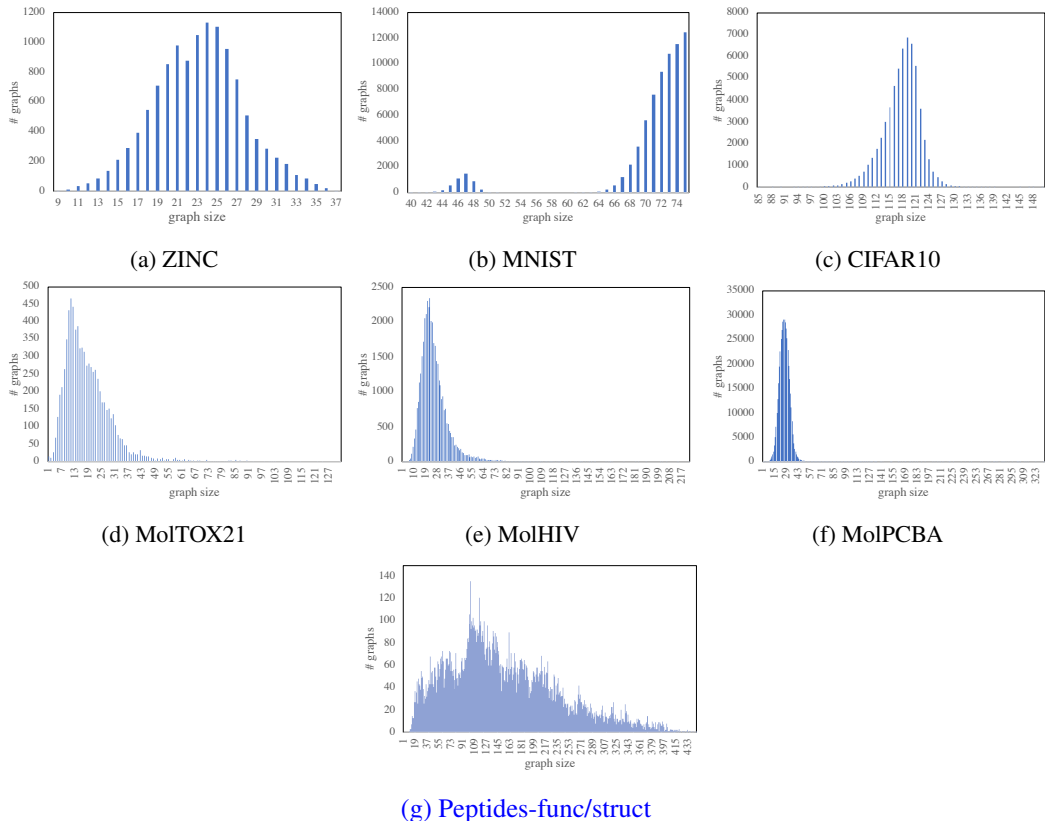 1200
1000
800
600
400
200
0
# graphs
9 11 13 15 17 19 21 23 25 27 29 31 33 35 37
graph size
(a) ZINC
14000
12000
10000
8000
6000
4000
2000
0
# graphs
40 42 44 46 48 50 52 54 56 58 60 62 64 66 68 70 72 74
graph size
(b) MNIST
8000
7000
6000
5000
4000
3000
2000
1000
0
# graphs
85 88 91 94 97 100 103 106 109 112 115 118 121 124 127 130 133 136 139 142 145 148
graph size
(c) CIFAR10
500
450
400
350
300
250
200
150
100
50
0
# graphs
1 7 13 19 25 31 37 43 49 55 61 67 73 79 85 91 97 103 109 115 121 127
graph size
(d) MolTOX21
2500
2000
1500
1000
500
0
# graphs
1 10 19 28 37 46 55 64 73 82 91 100 109 118 127 136 145 154 163 172 181 190 199 208 217
graph size
(e) MolHIV
35000
30000
25000
20000
15000
10000
5000
0
# graphs
1 15 29 43 57 71 85 99 113 127 141 155 169 183 197 211 225 239 253 267 281 295 309 323
graph size
(f) MolPCBA
140
120
100
80
60
40
20
0
# graphs
1 19 37 55 73 91 109 127 145 163 181 199 217 235 253 271 289 307 325 343 361 379 397 415 433
graph size
(g) Peptides-func/struct